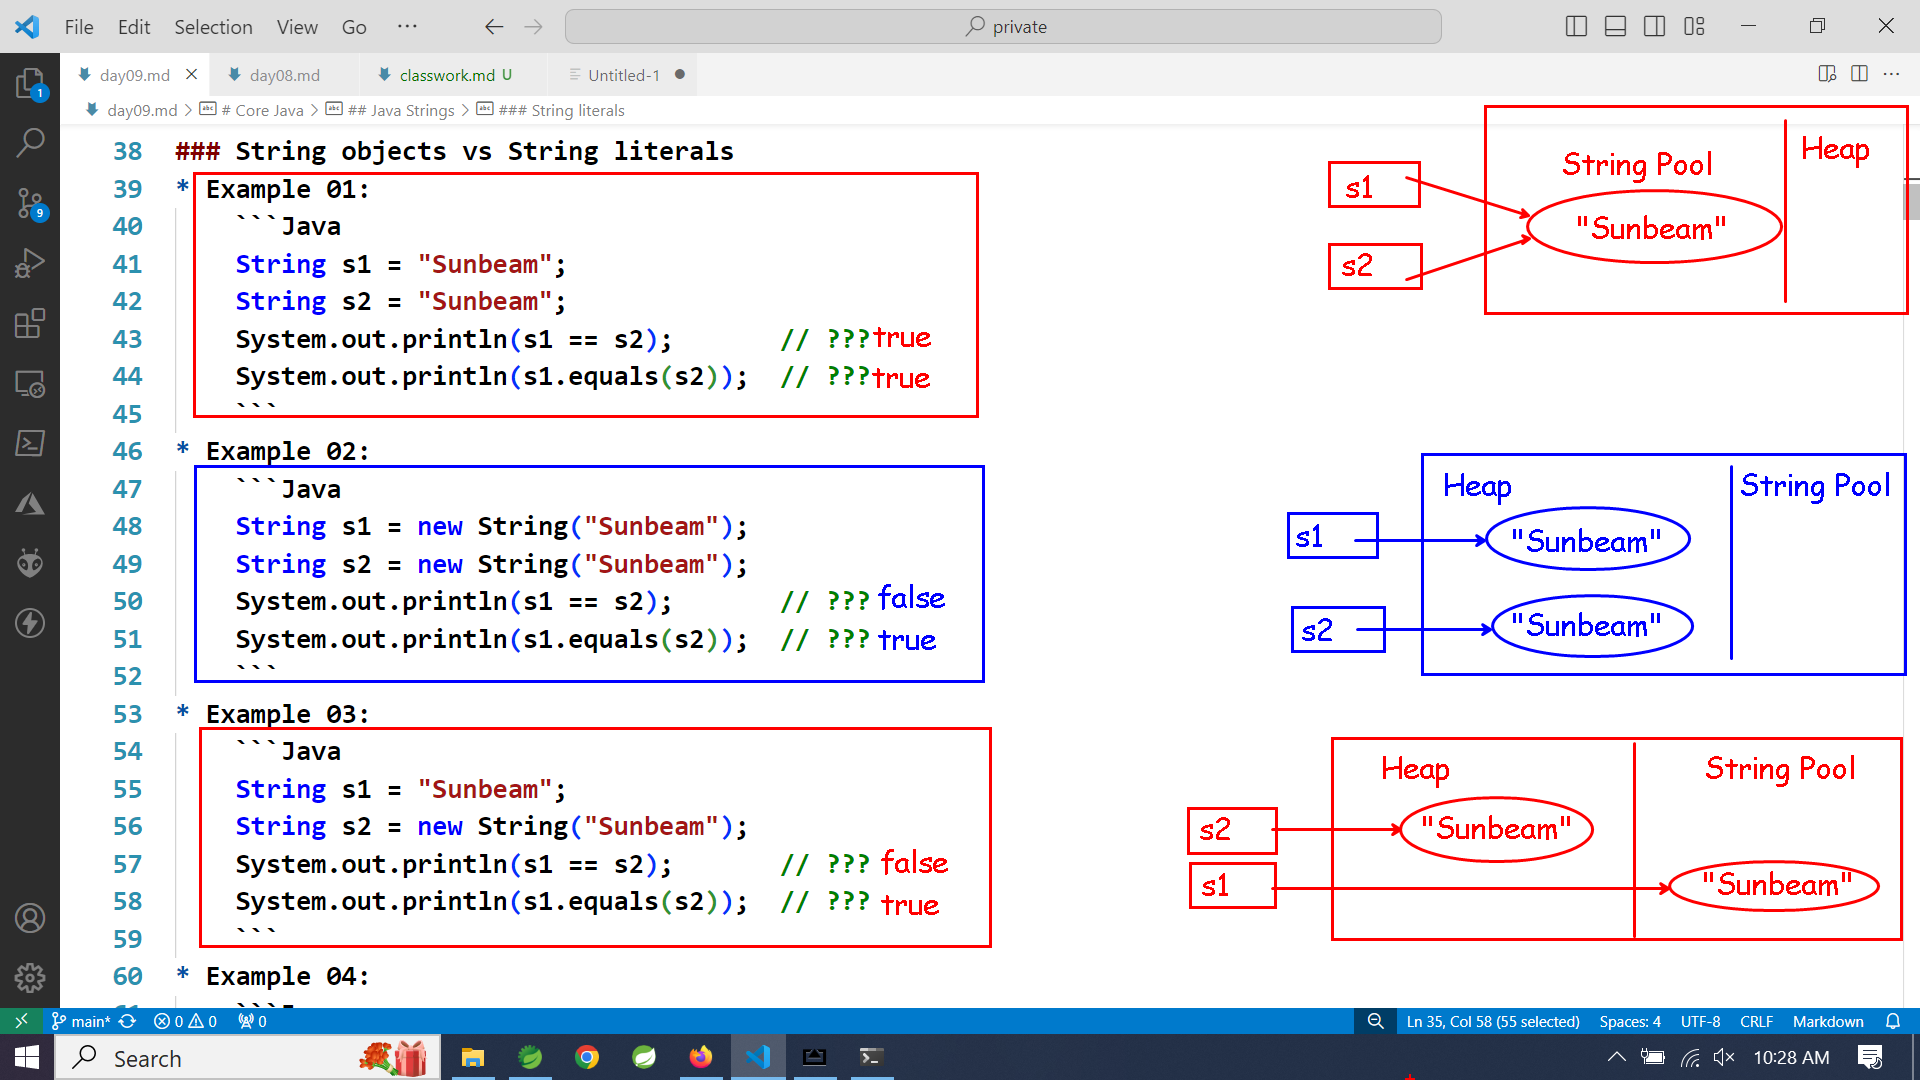 File Edit Selection View Go ··· private
day09.md day08.md classwork.md U Untitled-1
day09.md > # Core Java > ## Java Strings > ### String literals
38 ### String objects vs String literals
39 * Example 01:
40 ```Java
41 String s1 = "Sunbeam";
42 String s2 = "Sunbeam";
43 System.out.println(s1 == s2); // ??? true
44 System.out.println(s1.equals(s2)); // ??? true
45 ```
String Pool Heap
s1
"Sunbeam"
s2
46 * Example 02:
47 ```Java
48 String s1 = new String("Sunbeam");
49 String s2 = new String("Sunbeam");
50 System.out.println(s1 == s2); // ??? false
51 System.out.println(s1.equals(s2)); // ??? true
52 ```
Heap String Pool
s1 "Sunbeam"
s2 "Sunbeam"
53 * Example 03:
54 ```Java
55 String s1 = "Sunbeam";
56 String s2 = new String("Sunbeam");
57 System.out.println(s1 == s2); // ??? false
58 System.out.println(s1.equals(s2)); // ??? true
59 ```
Heap String Pool
s2 "Sunbeam"
s1 "Sunbeam"
60 * Example 04:
1
9
main* 0 0 0 Ln 35, Col 58 (55 selected) Spaces: 4 UTF-8 CRLF Markdown
Search 10:28 AM